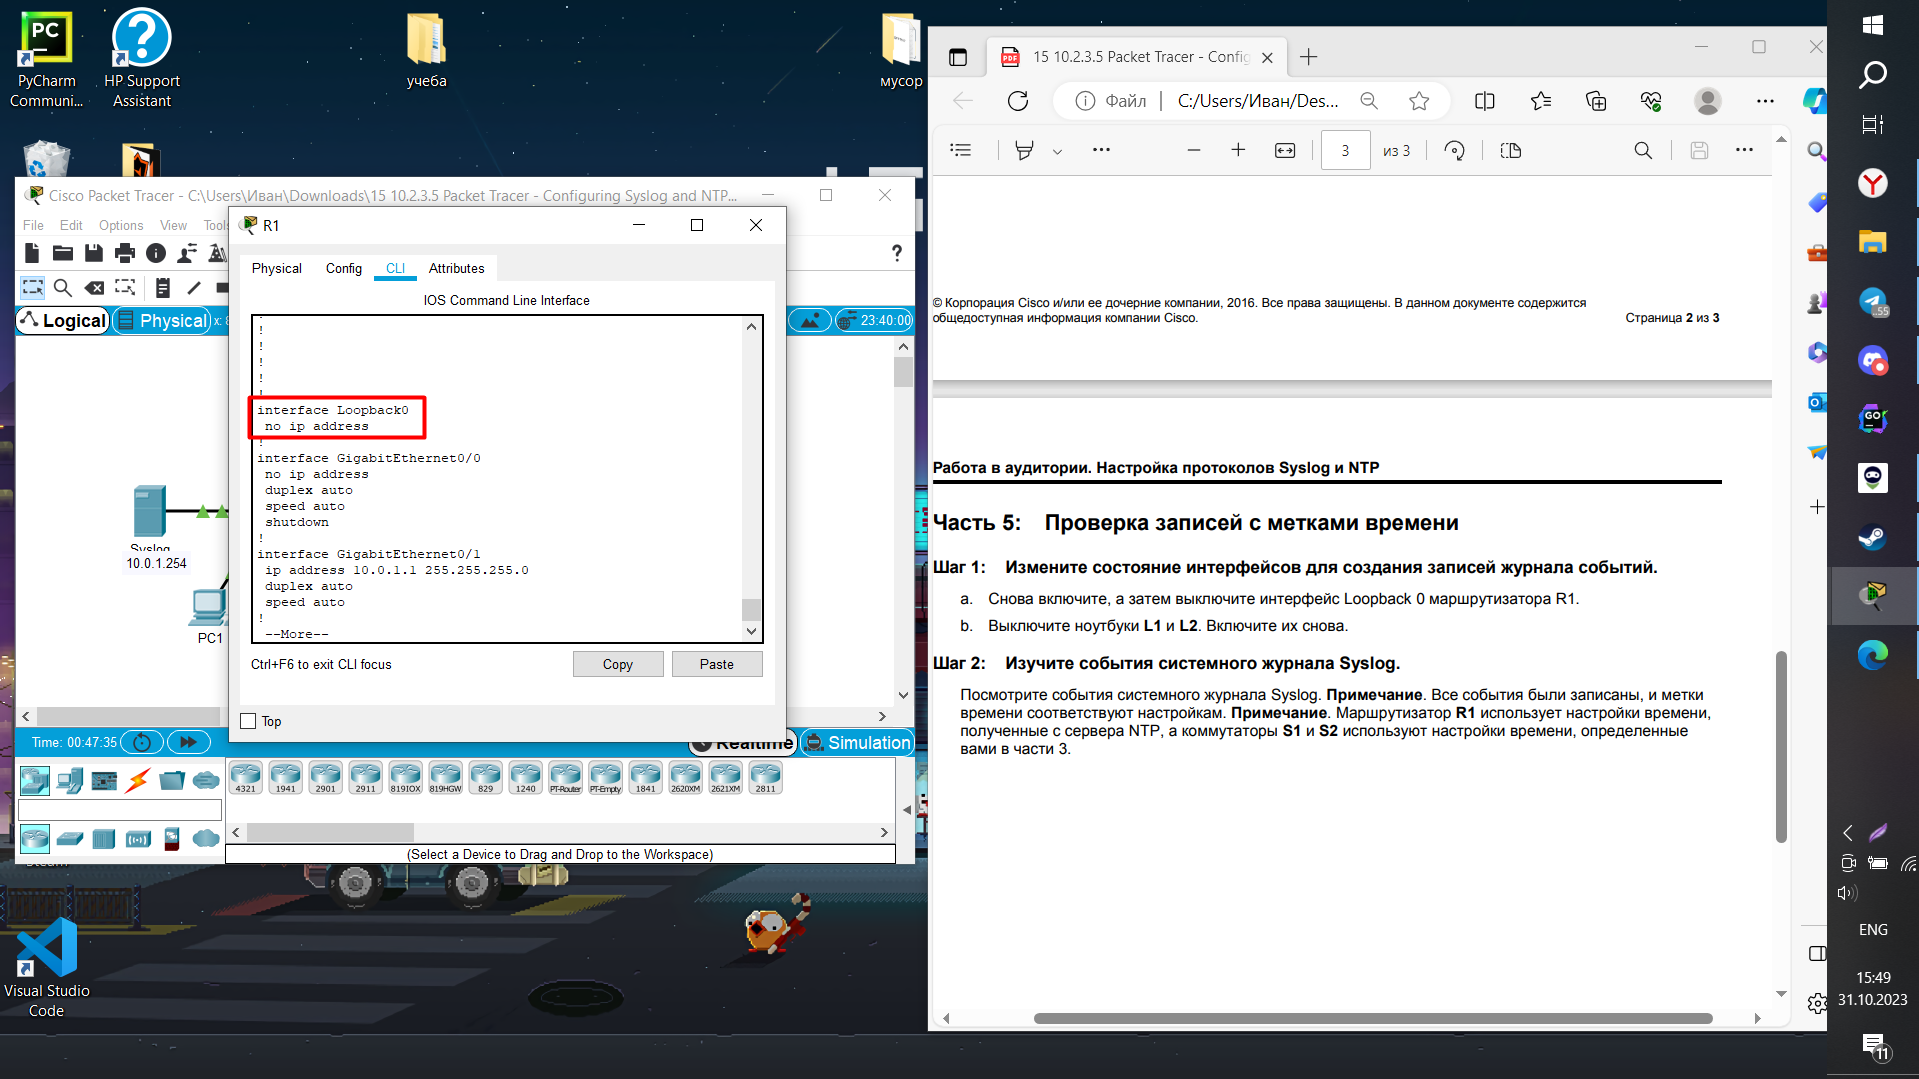 PyCharm
Communi...
HP Support
Assistant
учеба
мусор
Cisco Packet Tracer - C:\Users\Иван\Downloads\15 10.2.3.5 Packet Tracer - Configuring Syslog and NTP...
File Edit Options View Tools
Logical
Physical
23:40:00
Syslog
10.0.1.254
PC1
R1
Physical Config CLI Attributes
IOS Command Line Interface
!
!
!
!
!
interface Loopback0
no ip address
!
interface GigabitEthernet0/0
no ip address
duplex auto
speed auto
shutdown
!
interface GigabitEthernet0/1
ip address 10.0.1.1 255.255.255.0
duplex auto
speed auto
!
--More--
Ctrl+F6 to exit CLI focus
Copy
Paste
Top
Time: 00:47:35
Realtime
Simulation
4321 1941 2901 2911 819IOX 819HGW 829 1240 PT-Router PT-Empty 1841 2620XM 2621XM 2811
(Select a Device to Drag and Drop to the Workspace)
Steam
Visual Studio
Code
15 10.2.3.5 Packet Tracer - Config
Файл
C:/Users/Иван/Des...
3 из 3
© Корпорация Cisco и/или ее дочерние компании, 2016. Все права защищены. В данном документе содержится
общедоступная информация компании Cisco.
Страница 2 из 3
Работа в аудитории. Настройка протоколов Syslog и NTP
Часть 5: Проверка записей с метками времени
Шаг 1: Измените состояние интерфейсов для создания записей журнала событий.
a. Снова включите, а затем выключите интерфейс Loopback 0 маршрутизатора R1.
b. Выключите ноутбуки L1 и L2. Включите их снова.
Шаг 2: Изучите события системного журнала Syslog.
Посмотрите события системного журнала Syslog. Примечание. Все события были записаны, и метки
времени соответствуют настройкам. Примечание. Маршрутизатор R1 использует настройки времени,
полученные с сервера NTP, а коммутаторы S1 и S2 используют настройки времени, определенные
вами в части 3.
ENG
15:49
31.10.2023
11